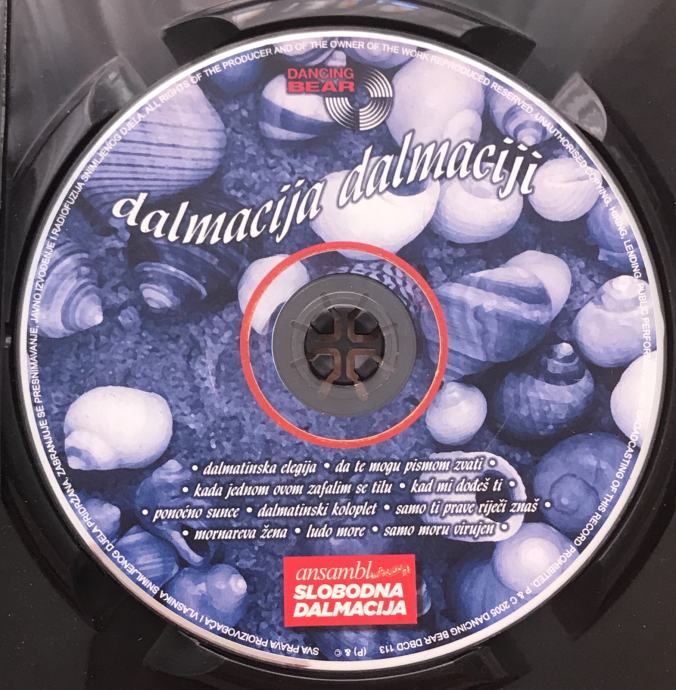 DANCING
BEAR
dalmacija dalmaciji
• dalmatinska elegija • da te mogu pismom zvati •
• kada jednom ovom zafalim se tilu • kad mi dođeš ti •
• ponoćno sunce • dalmatinski koloplet • samo ti prave riječi znaš •
• mornareva žena • ludo more • samo moru virujen •
ansambl
SLOBODNA
DALMACIJA
SVA PRAVA PROIZVOĐAČA I VLASNIKA SNIMLJENOG DJELA PRIDRŽANA. ZABRANJUJE SE PRESNIMAVANJE, JAVNO IZVOĐENJE I RADIOFUZIJA SNIMLJENOG DJELA. ALL RIGHTS OF THE PRODUCER AND OF THE OWNER OF THE WORK REPRODUCED RESERVED. UNAUTHORISED COPYING, HIRING, LENDING, PUBLIC PERFOR BROADCASTING OF THIS RECORD PROHIBITED. P & C 2005 DANCING BEAR DBCD 113 (P) & ©